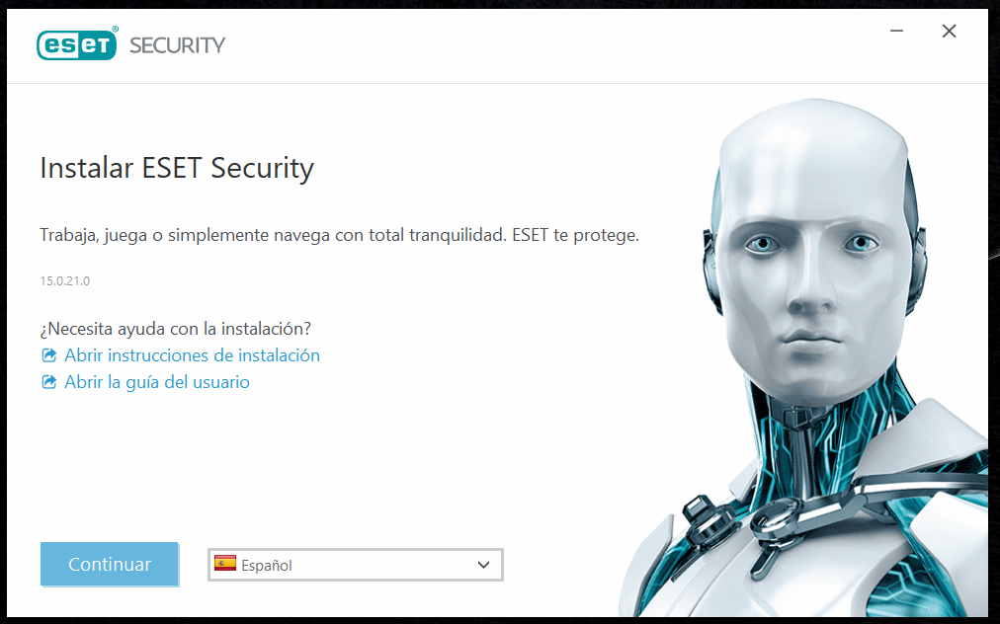 eset® SECURITY
Instalar ESET Security
Trabaja, juega o simplemente navega con total tranquilidad. ESET te protege.
15.0.21.0
¿Necesita ayuda con la instalación?
Abrir instrucciones de instalación
Abrir la guía del usuario
Continuar
Español